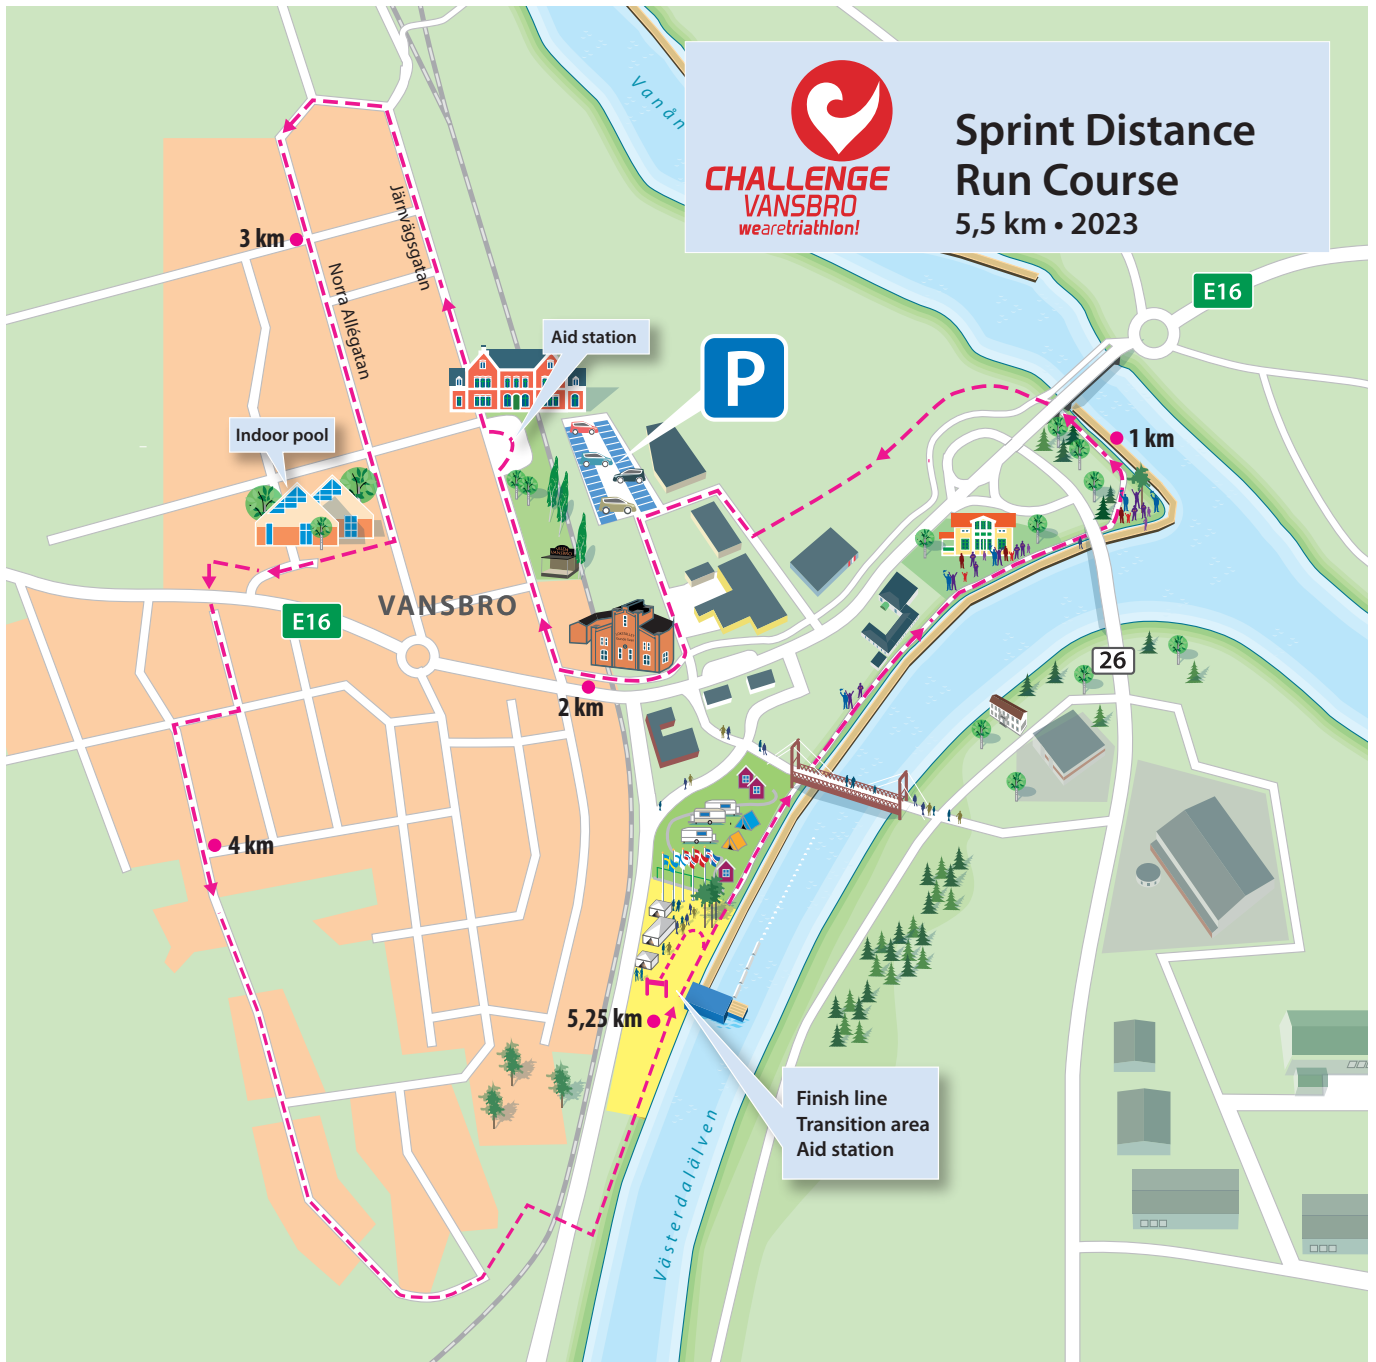 Vanån
CHALLENGE
VANSBRO
wearetriathlon!
Sprint Distance
Run Course
5,5 km • 2023
E16
Järnvägsgatan
3 km
Norra Allégatan
Aid station
P
Indoor pool
1 km
VANSBRO
E16
26
2 km
4 km
5,25 km
Finish line
Transition area
Aid station
Västerdalälven